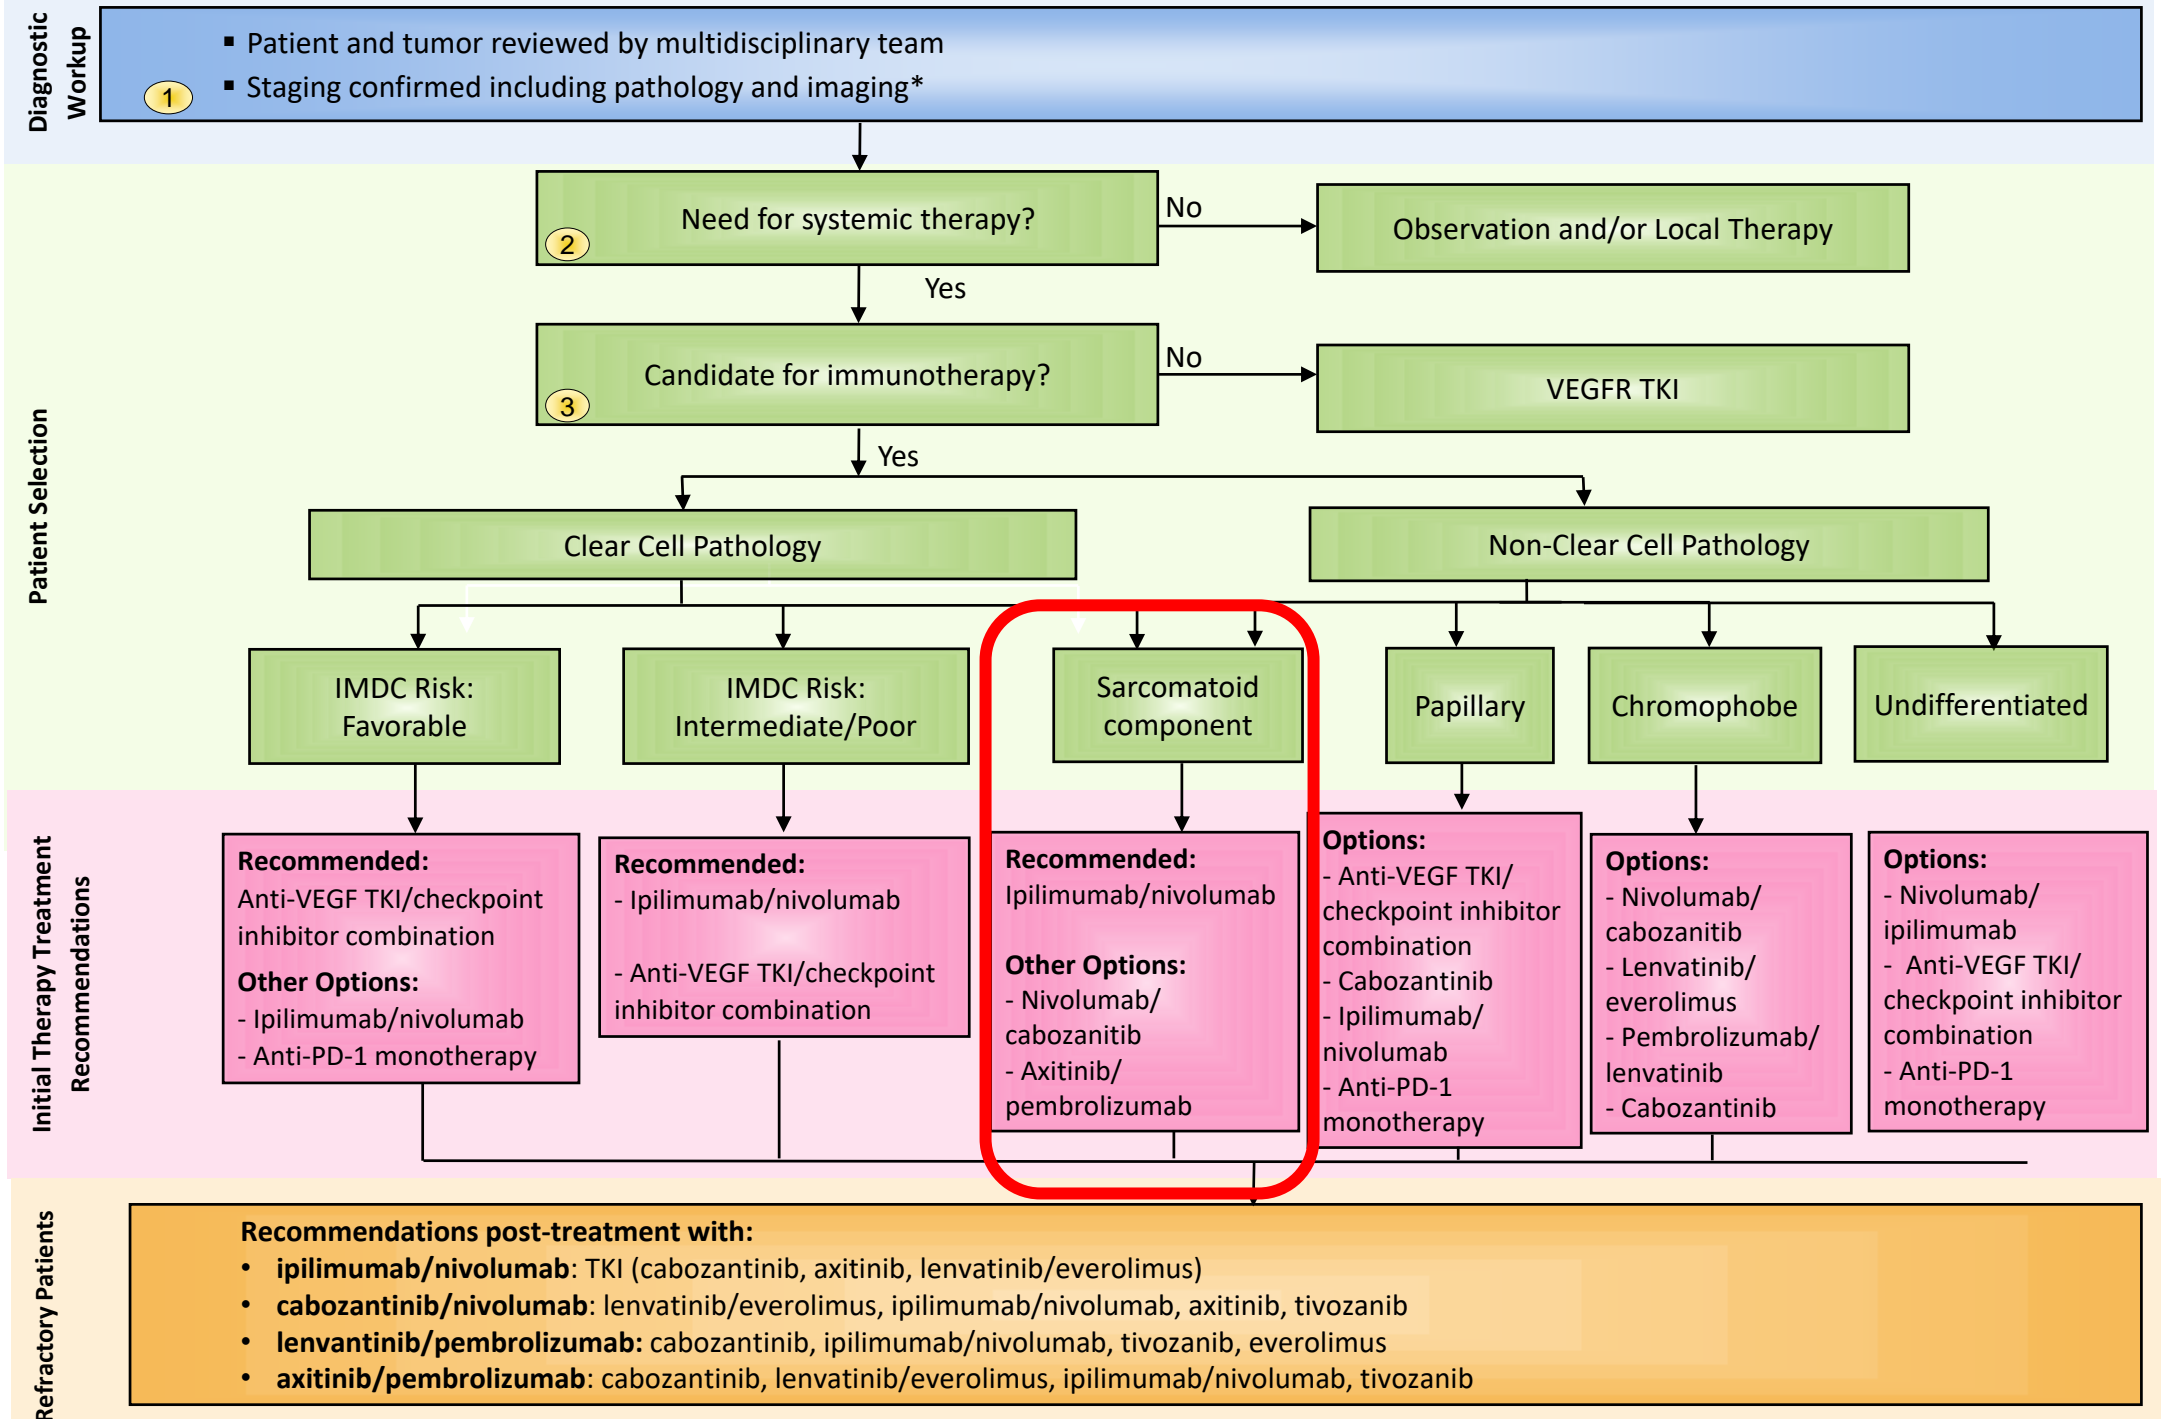 Diagnostic
Workup
▪ Patient and tumor reviewed by multidisciplinary team
▪ Staging confirmed including pathology and imaging*
1
Patient Selection
Need for systemic therapy?
2
No
Observation and/or Local Therapy
Yes
Candidate for immunotherapy?
3
No
VEGFR TKI
Yes
Clear Cell Pathology
Non-Clear Cell Pathology
IMDC Risk:
Favorable
IMDC Risk:
Intermediate/Poor
Sarcomatoid
component
Papillary
Chromophobe
Undifferentiated
Initial Therapy Treatment
Recommendations
Recommended:
Anti-VEGF TKI/checkpoint
inhibitor combination
Other Options:
- Ipilimumab/nivolumab
- Anti-PD-1 monotherapy
Recommended:
- Ipilimumab/nivolumab
- Anti-VEGF TKI/checkpoint
inhibitor combination
Recommended:
Ipilimumab/nivolumab
Other Options:
- Nivolumab/
cabozanitib
- Axitinib/
pembrolizumab
Options:
- Anti-VEGF TKI/
checkpoint inhibitor
combination
- Cabozantinib
- Ipilimumab/
nivolumab
- Anti-PD-1
monotherapy
Options:
- Nivolumab/
cabozanitib
- Lenvatinib/
everolimus
- Pembrolizumab/
lenvatinib
- Cabozantinib
Options:
- Nivolumab/
ipilimumab
- Anti-VEGF TKI/
checkpoint inhibitor
combination
- Anti-PD-1
monotherapy
Refractory Patients
Recommendations post-treatment with:
• ipilimumab/nivolumab: TKI (cabozantinib, axitinib, lenvatinib/everolimus)
• cabozantinib/nivolumab: lenvatinib/everolimus, ipilimumab/nivolumab, axitinib, tivozanib
• lenvantinib/pembrolizumab: cabozantinib, ipilimumab/nivolumab, tivozanib, everolimus
• axitinib/pembrolizumab: cabozantinib, lenvatinib/everolimus, ipilimumab/nivolumab, tivozanib